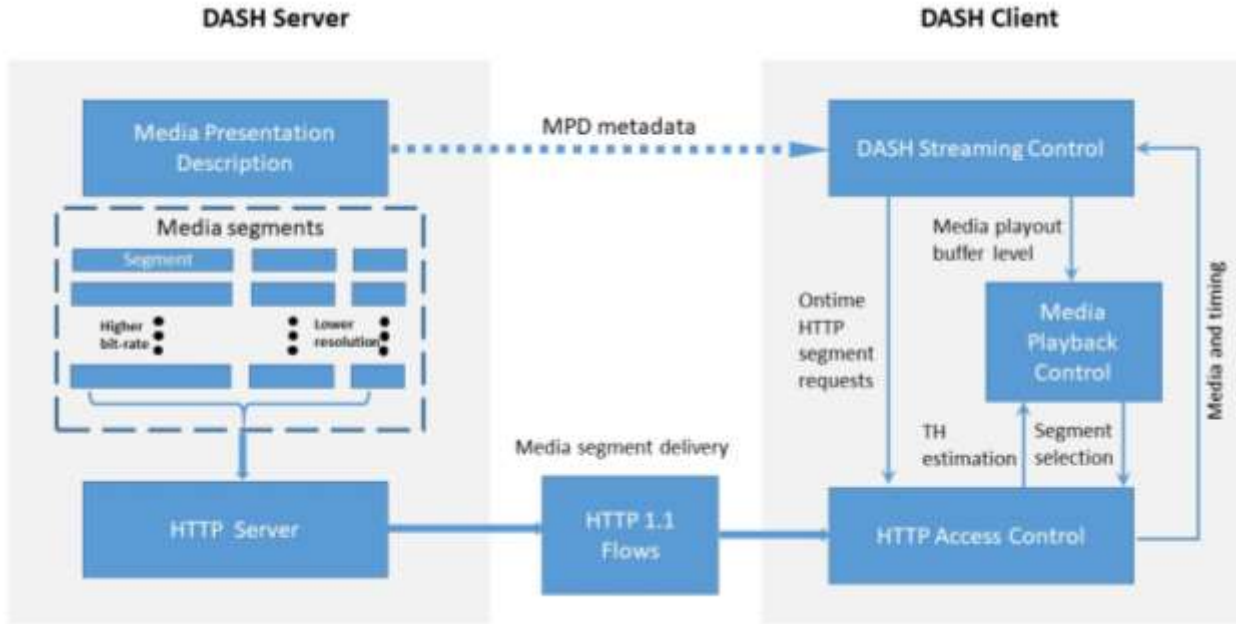 DASH Server
DASH Client
Media Presentation
Description
MPD metadata
DASH Streaming Control
Media segments
Segment
Higher
bit-rate
Lower
resolution
Media playout
buffer level
Ontime
HTTP
segment
requests
Media
Playback
Control
Media and timing
TH
estimation
Segment
selection
Media segment delivery
HTTP Server
HTTP 1.1
Flows
HTTP Access Control